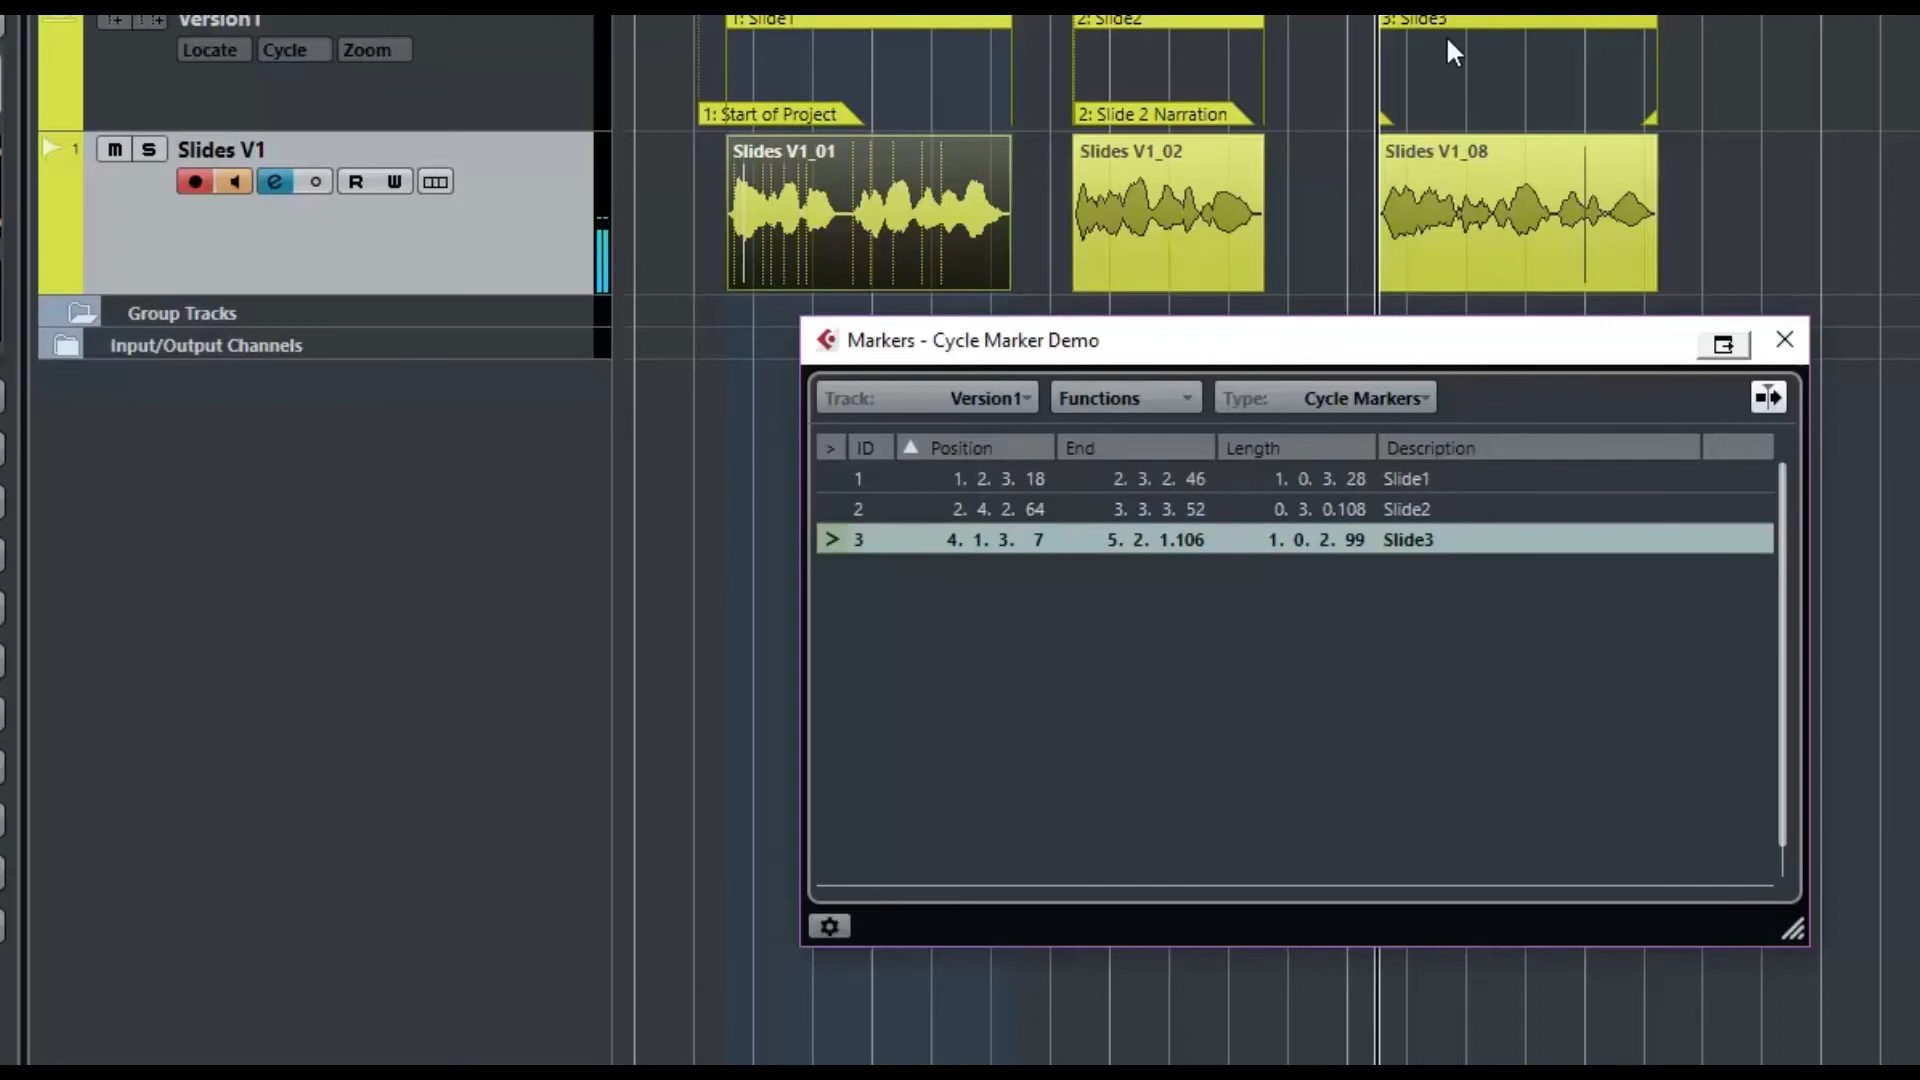 Version1
1: Slide1
2: Slide2
3: Slide3
Locate Cycle Zoom
1: Start of Project
2: Slide 2 Narration
1 m s Slides V1
e R W
Slides V1_01
Slides V1_02
Slides V1_08
Group Tracks
Input/Output Channels
Markers - Cycle Marker Demo
Track: Version1 Functions Type: Cycle Markers
> ID Position End Length Description
1 1. 2. 3. 18 2. 3. 2. 46 1. 0. 3. 28 Slide1
2 2. 4. 2. 64 3. 3. 3. 52 0. 3. 0.108 Slide2
> 3 4. 1. 3. 7 5. 2. 1.106 1. 0. 2. 99 Slide3